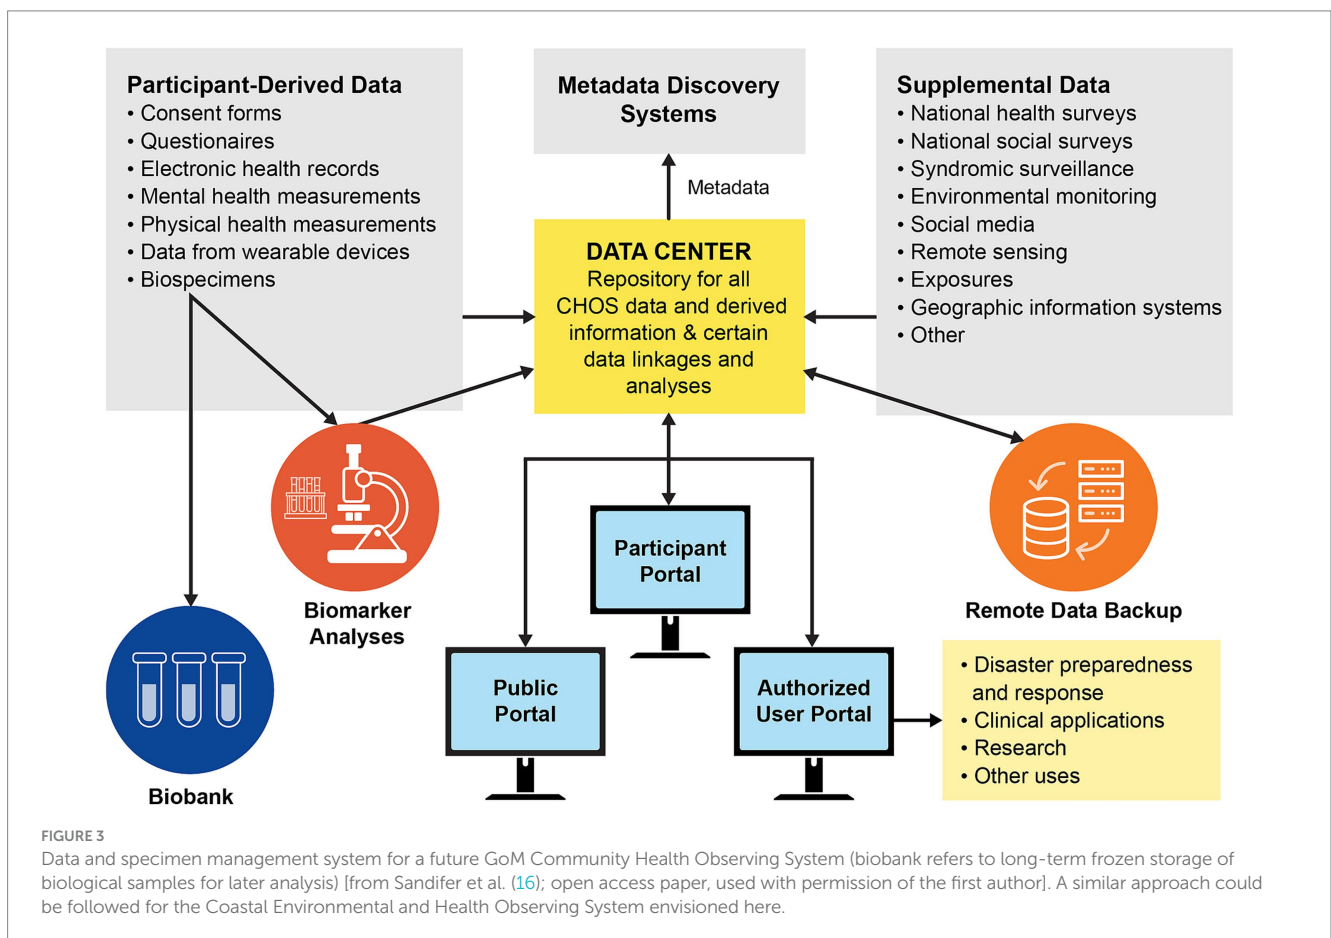 Participant-Derived Data
• Consent forms
• Questionaires
• Electronic health records
• Mental health measurements
• Physical health measurements
• Data from wearable devices
• Biospecimens
Metadata Discovery
Systems
Metadata
Supplemental Data
• National health surveys
• National social surveys
• Syndromic surveillance
• Environmental monitoring
• Social media
• Remote sensing
• Exposures
• Geographic information systems
• Other
DATA CENTER
Repository for all
CHOS data and derived
information & certain
data linkages and
analyses
Biomarker
Analyses
Biobank
Participant
Portal
Public
Portal
Authorized
User Portal
Remote Data Backup
• Disaster preparedness
and response
• Clinical applications
• Research
• Other uses
FIGURE 3
Data and specimen management system for a future GoM Community Health Observing System (biobank refers to long-term frozen storage of
biological samples for later analysis) [from Sandifer et al. (16); open access paper, used with permission of the first author]. A similar approach could
be followed for the Coastal Environmental and Health Observing System envisioned here.